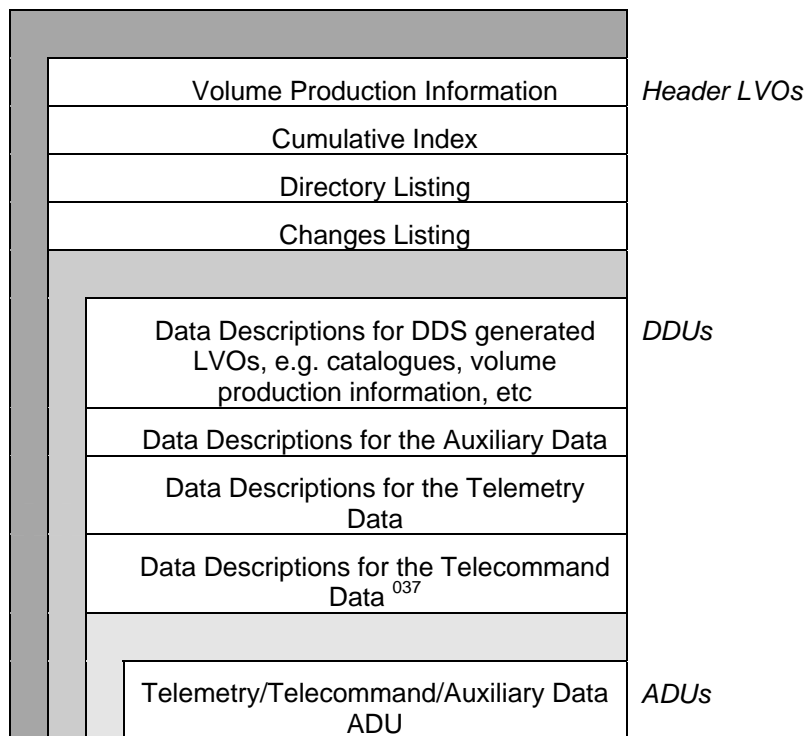 Volume Production Information
Header LVOs
Cumulative Index
Directory Listing
Changes Listing
Data Descriptions for DDS generated
DDUs
LVOs, e.g. catalogues, volume
production information, etc
Data Descriptions for the Auxiliary Data
Data Descriptions for the Telemetry
Data
Data Descriptions for the Telecommand
Data 037
Telemetry/Telecommand/Auxiliary Data
ADUs
ADU